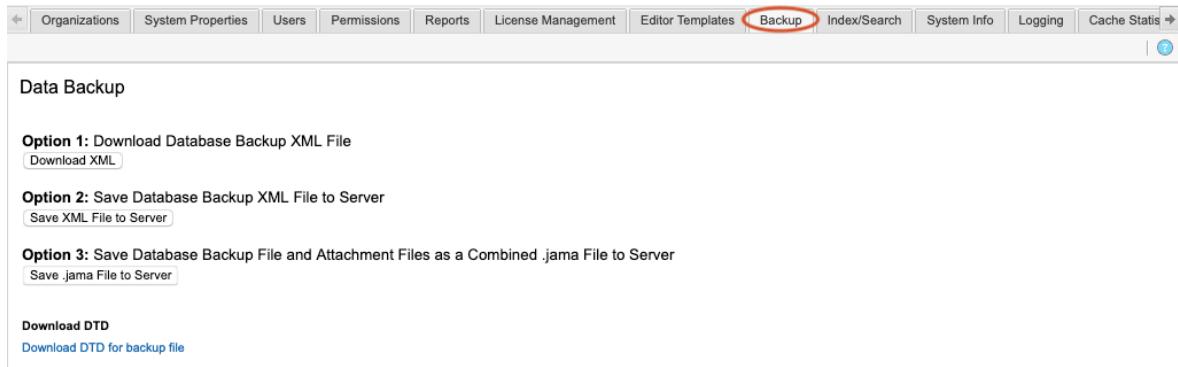 Organizations System Properties Users Permissions Reports License Management Editor Templates Backup Index/Search System Info Logging Cache Statis
?
Data Backup
Option 1: Download Database Backup XML File
Download XML
Option 2: Save Database Backup XML File to Server
Save XML File to Server
Option 3: Save Database Backup File and Attachment Files as a Combined .jama File to Server
Save .jama File to Server
Download DTD
Download DTD for backup file